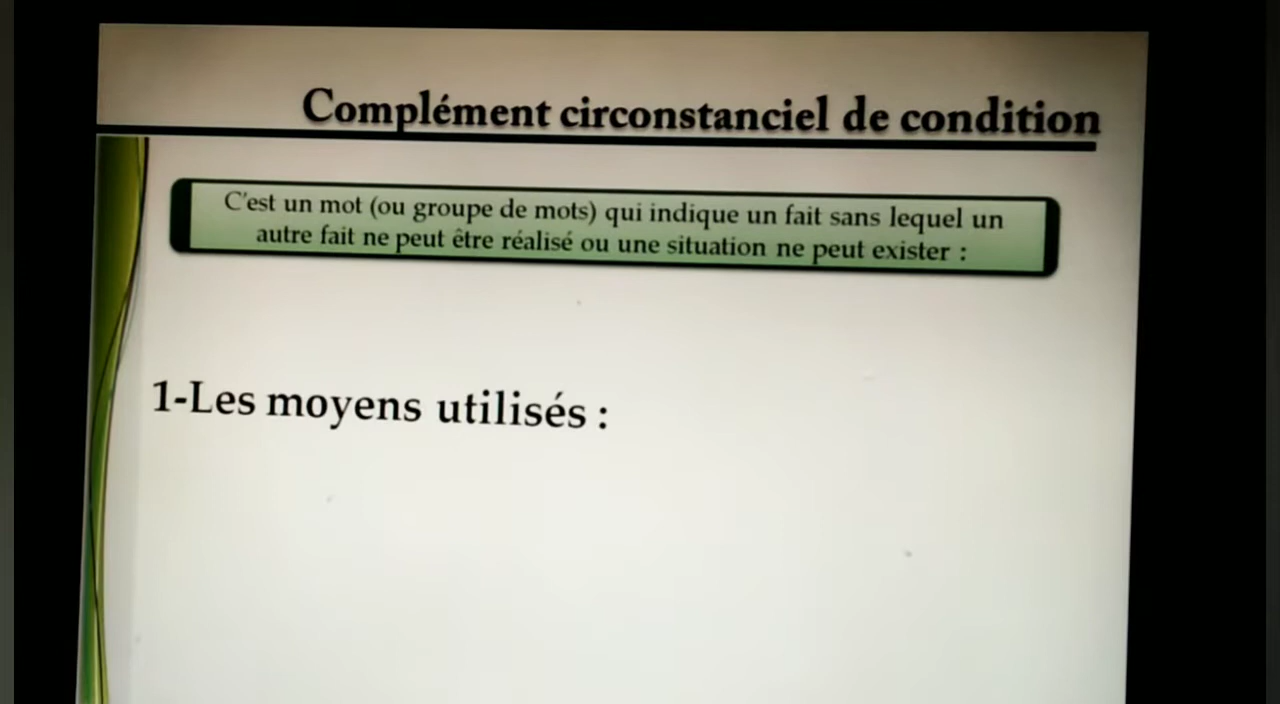 Complément circonstanciel de condition
C'est un mot (ou groupe de mots) qui indique un fait sans lequel un
autre fait ne peut être réalisé ou une situation ne peut exister :
1-Les moyens utilisés :